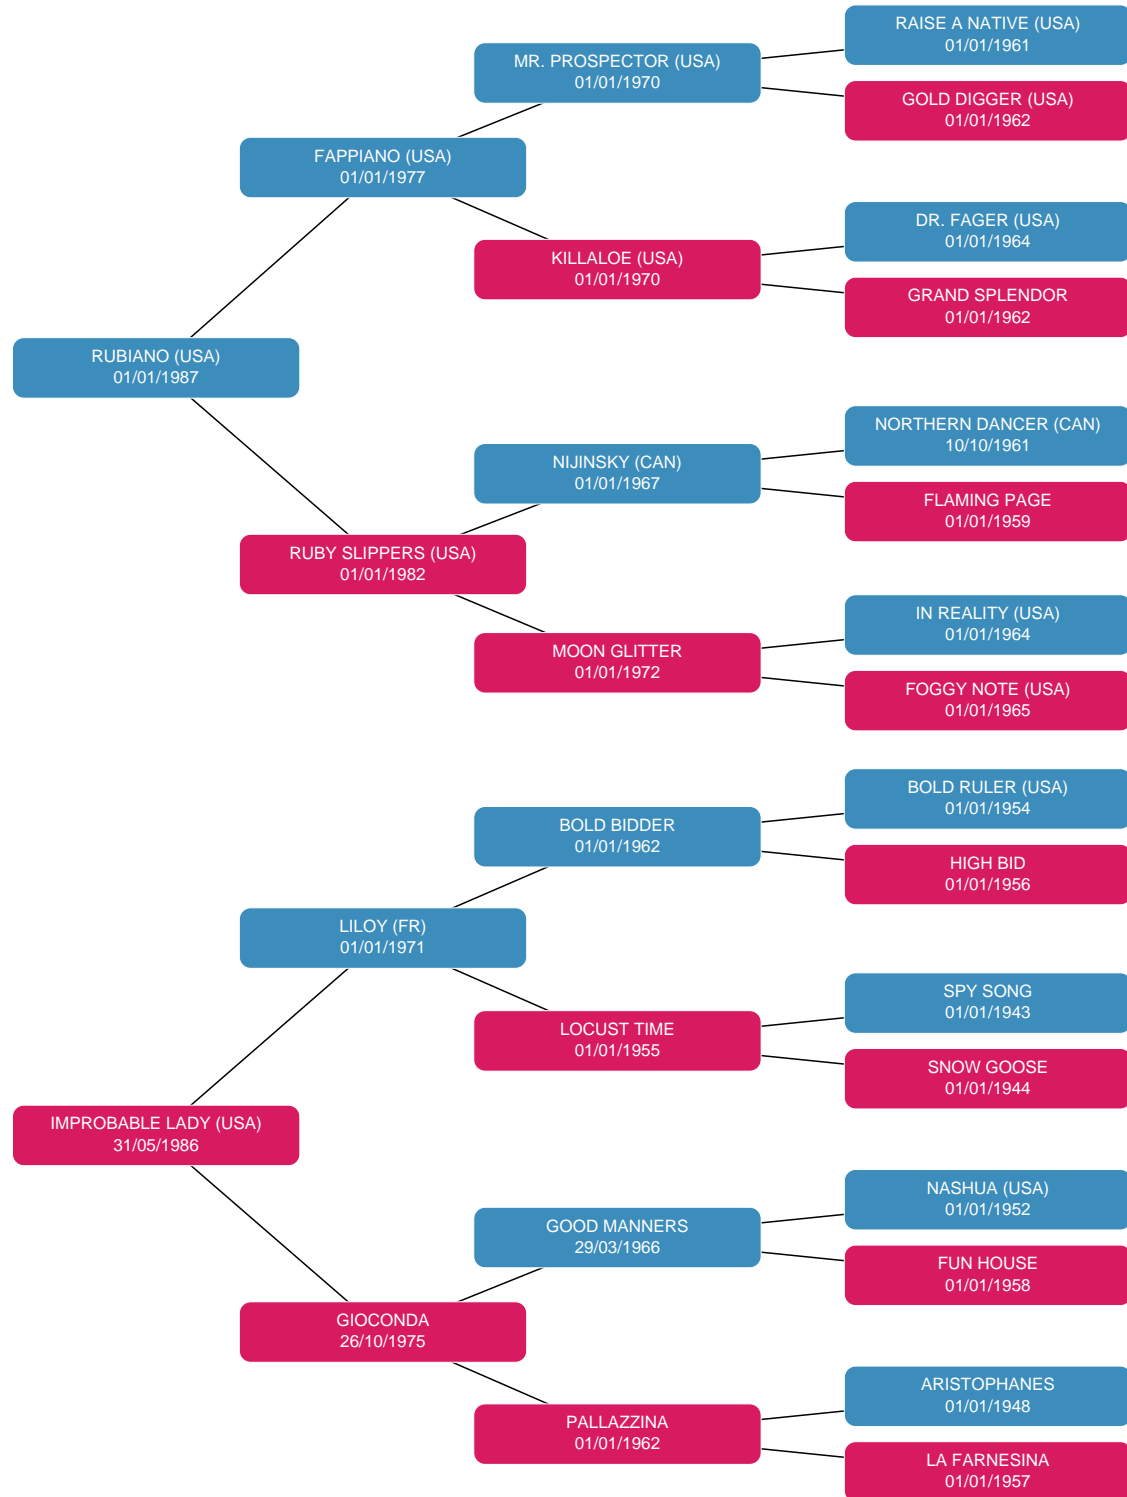 RAISE A NATIVE (USA)
01/01/1961
MR. PROSPECTOR (USA)
01/01/1970
GOLD DIGGER (USA)
01/01/1962
FAPPIANO (USA)
01/01/1977
DR. FAGER (USA)
01/01/1964
KILLALOE (USA)
01/01/1970
GRAND SPLENDOR
01/01/1962
RUBIANO (USA)
01/01/1987
NORTHERN DANCER (CAN)
10/10/1961
NIJINSKY (CAN)
01/01/1967
FLAMING PAGE
01/01/1959
RUBY SLIPPERS (USA)
01/01/1982
IN REALITY (USA)
01/01/1964
MOON GLITTER
01/01/1972
FOGGY NOTE (USA)
01/01/1965
BOLD RULER (USA)
01/01/1954
BOLD BIDDER
01/01/1962
HIGH BID
01/01/1956
LILOY (FR)
01/01/1971
SPY SONG
01/01/1943
LOCUST TIME
01/01/1955
SNOW GOOSE
01/01/1944
IMPROBABLE LADY (USA)
31/05/1986
NASHUA (USA)
01/01/1952
GOOD MANNERS
29/03/1966
FUN HOUSE
01/01/1958
GIOCONDA
26/10/1975
ARISTOPHANES
01/01/1948
PALLAZZINA
01/01/1962
LA FARNESINA
01/01/1957